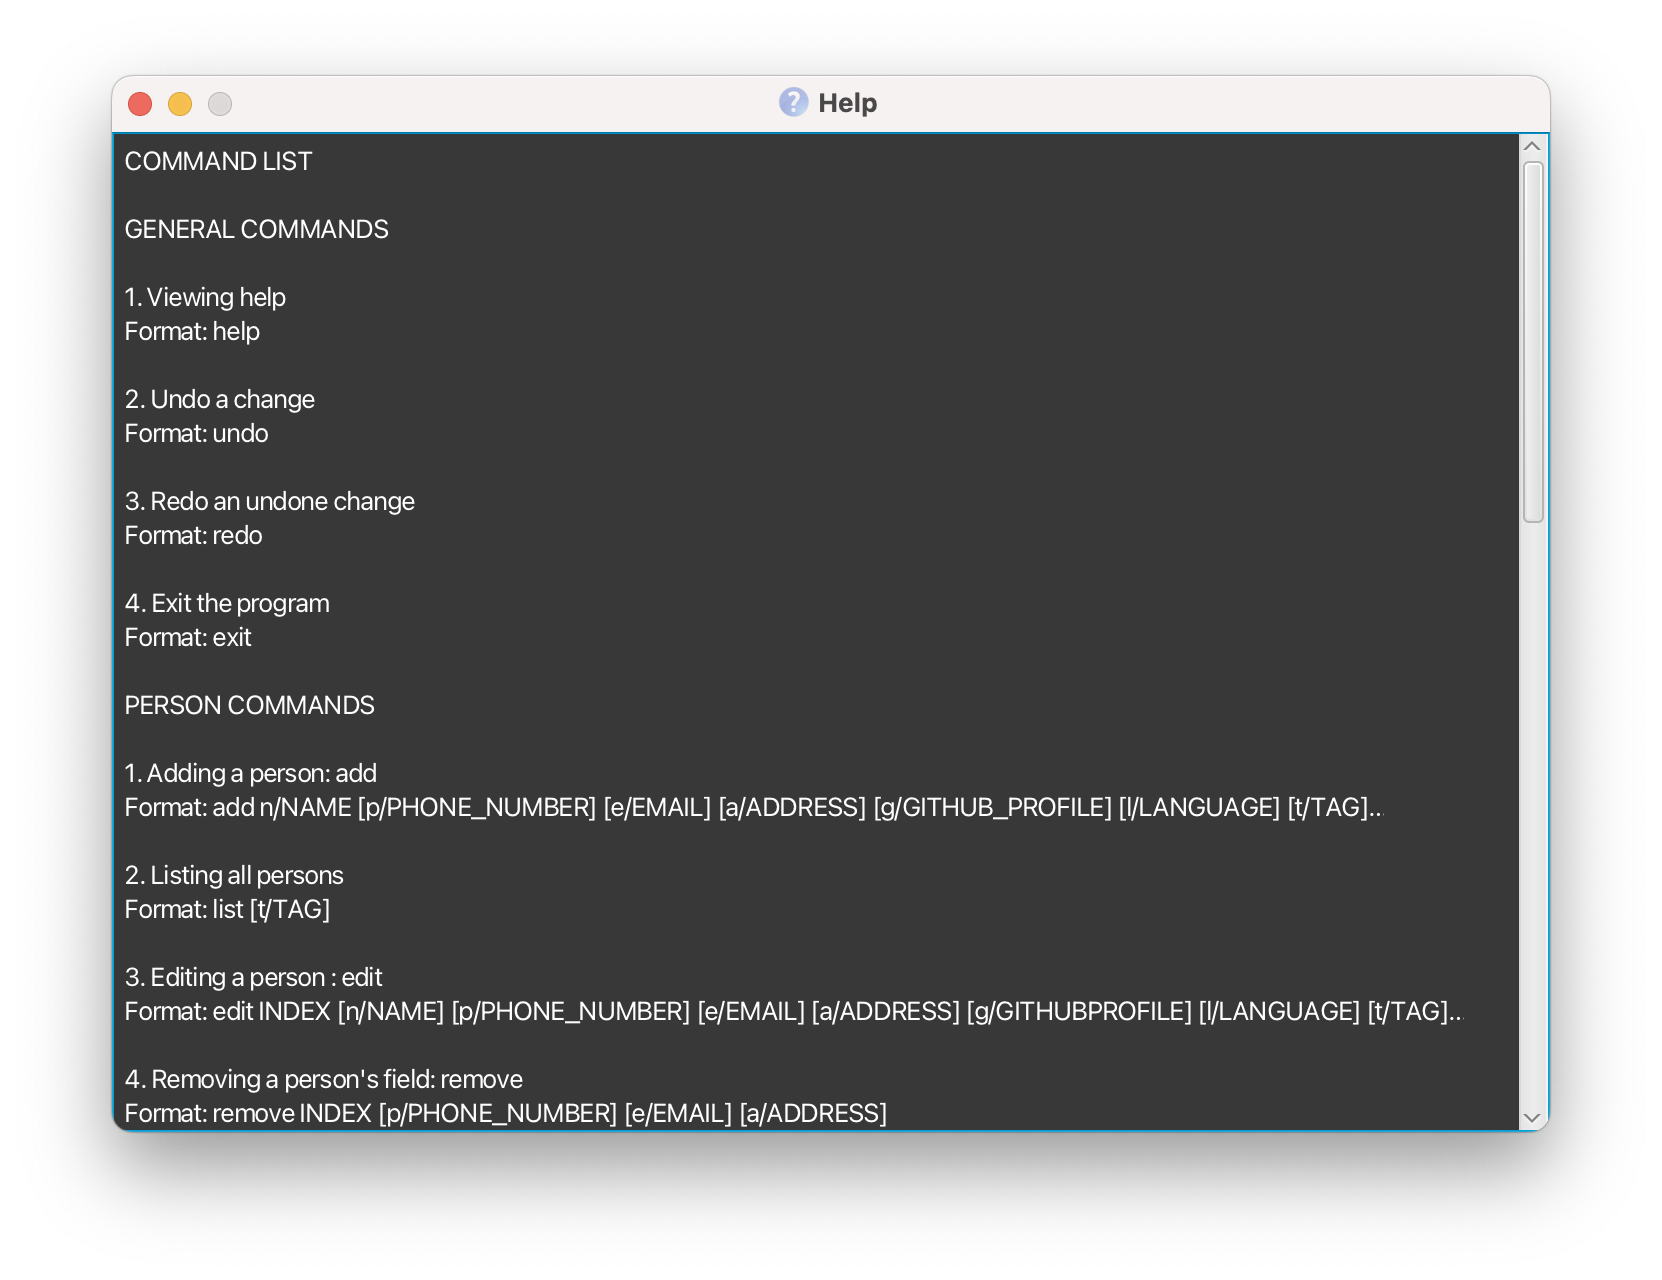 Help
COMMAND LIST
GENERAL COMMANDS
1. Viewing help
Format: help
2. Undo a change
Format: undo
3. Redo an undone change
Format: redo
4. Exit the program
Format: exit
PERSON COMMANDS
1. Adding a person: add
Format: add n/NAME [p/PHONE_NUMBER] [e/EMAIL] [a/ADDRESS] [g/GITHUB_PROFILE] [l/LANGUAGE] [t/TAG]…
2. Listing all persons
Format: list [t/TAG]
3. Editing a person : edit
Format: edit INDEX [n/NAME] [p/PHONE_NUMBER] [e/EMAIL] [a/ADDRESS] [g/GITHUBPROFILE] [l/LANGUAGE] [t/TAG]…
4. Removing a person's field: remove
Format: remove INDEX [p/PHONE_NUMBER] [e/EMAIL] [a/ADDRESS]